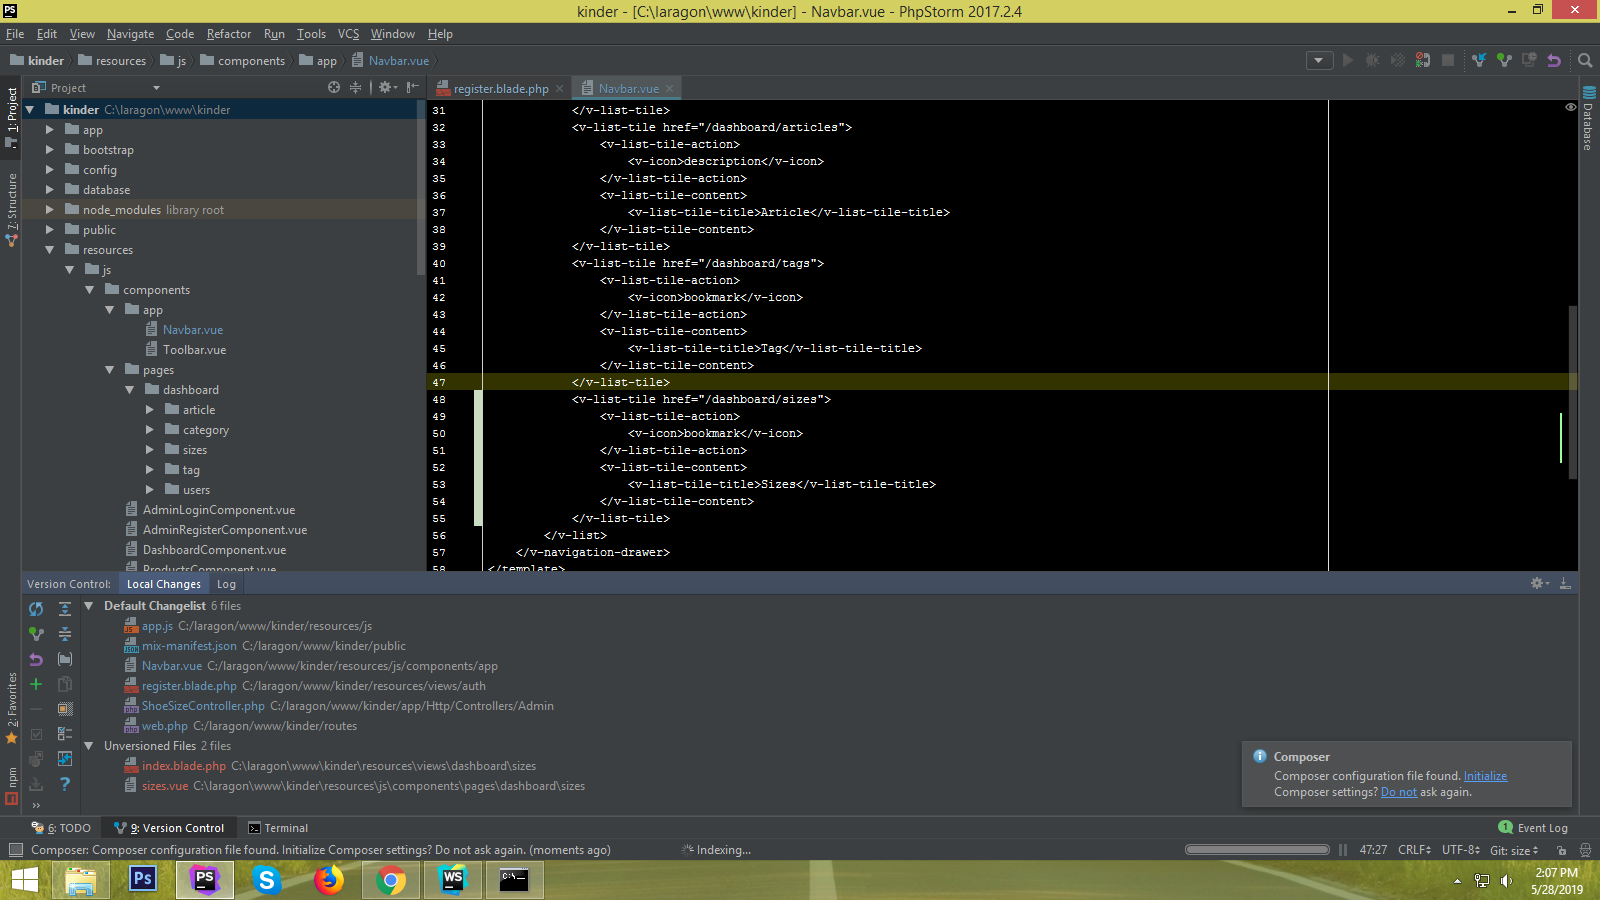 kinder - [C:\laragon\www\kinder] - Navbar.vue - PhpStorm 2017.2.4
File Edit View Navigate Code Refactor Run Tools VCS Window Help
kinder resources js components app Navbar.vue
Project
register.blade.php Navbar.vue
1: Project
7: Structure
2: Favorites
npm
Database
kinder C:\laragon\www\kinder
app
bootstrap
config
database
node_modules library root
public
resources
js
components
app
Navbar.vue
Toolbar.vue
pages
dashboard
article
category
sizes
tag
users
AdminLoginComponent.vue
AdminRegisterComponent.vue
DashboardComponent.vue
ProductsComponent.vue
31 </v-list-tile>
32 <v-list-tile href="/dashboard/articles">
33 <v-list-tile-action>
34 <v-icon>description</v-icon>
35 </v-list-tile-action>
36 <v-list-tile-content>
37 <v-list-tile-title>Article</v-list-tile-title>
38 </v-list-tile-content>
39 </v-list-tile>
40 <v-list-tile href="/dashboard/tags">
41 <v-list-tile-action>
42 <v-icon>bookmark</v-icon>
43 </v-list-tile-action>
44 <v-list-tile-content>
45 <v-list-tile-title>Tag</v-list-tile-title>
46 </v-list-tile-content>
47 </v-list-tile>
48 <v-list-tile href="/dashboard/sizes">
49 <v-list-tile-action>
50 <v-icon>bookmark</v-icon>
51 </v-list-tile-action>
52 <v-list-tile-content>
53 <v-list-tile-title>Sizes</v-list-tile-title>
54 </v-list-tile-content>
55 </v-list-tile>
56 </v-list>
57 </v-navigation-drawer>
58 </template>
Version Control: Local Changes Log
Default Changelist 6 files
app.js C:/laragon/www/kinder/resources/js
mix-manifest.json C:/laragon/www/kinder/public
Navbar.vue C:/laragon/www/kinder/resources/js/components/app
register.blade.php C:/laragon/www/kinder/resources/views/auth
ShoeSizeController.php C:/laragon/www/kinder/app/Http/Controllers/Admin
web.php C:/laragon/www/kinder/routes
Unversioned Files 2 files
index.blade.php C:\laragon\www\kinder\resources\views\dashboard\sizes
sizes.vue C:\laragon\www\kinder\resources\js\components\pages\dashboard\sizes
Composer
Composer configuration file found. Initialize
Composer settings? Do not ask again.
6: TODO 9: Version Control Terminal 1 Event Log
Composer: Composer configuration file found. Initialize Composer settings? Do not ask again. (moments ago) Indexing... 47:27 CRLF UTF-8 Git: size
Ps PS S WS C:\_
2:07 PM
5/28/2019